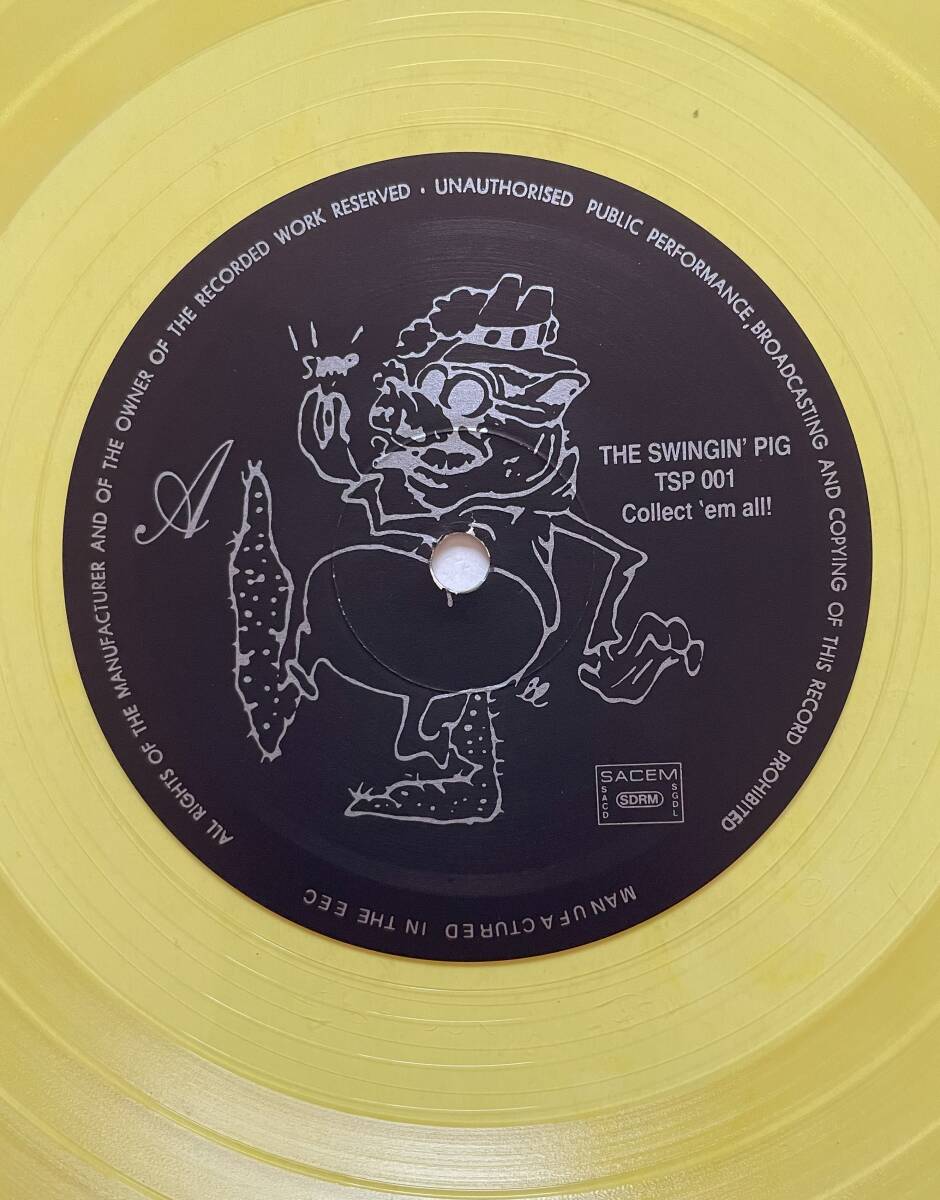 ALL RIGHTS OF THE MANUFACTURER AND OF THE OWNER OF THE RECORDED WORK RESERVED · UNAUTHORISED PUBLIC PERFORMANCE, BROADCASTING AND COPYING OF THIS RECORD PROHIBITED
A
THE SWINGIN' PIG
TSP 001
Collect 'em all!
SACEM
SACD
SDRM
SGDL
MANUFACTURED IN THE EEC